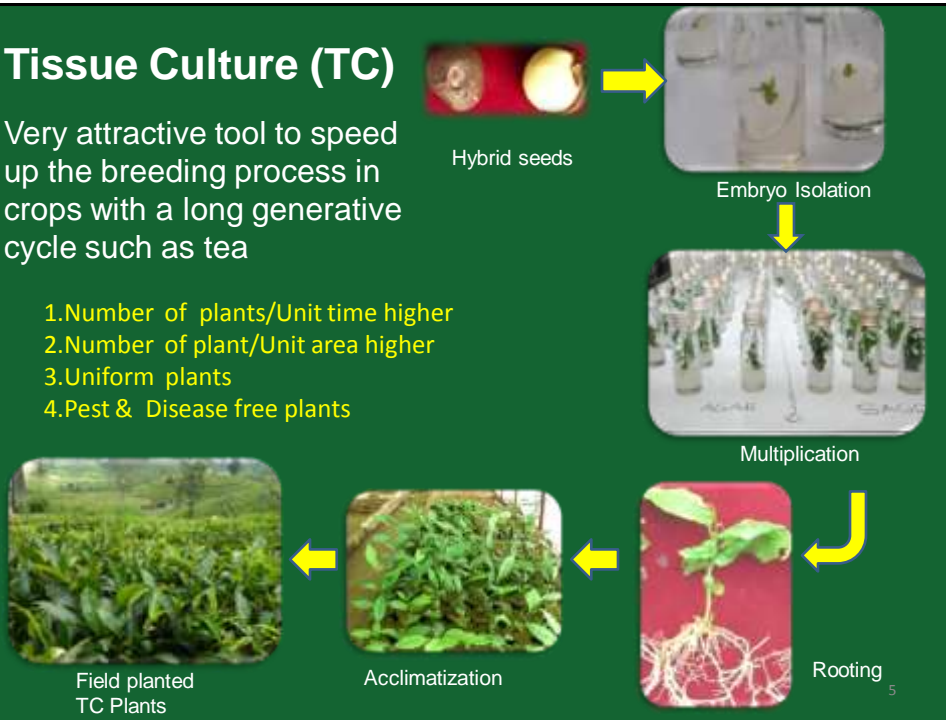 Tissue Culture (TC)
Very attractive tool to speed
up the breeding process in
crops with a long generative
cycle such as tea
1.Number of plants/Unit time higher
2.Number of plant/Unit area higher
3.Uniform plants
4.Pest & Disease free plants
Hybrid seeds
Embryo Isolation
Multiplication
Rooting
Acclimatization
Field planted
TC Plants
5